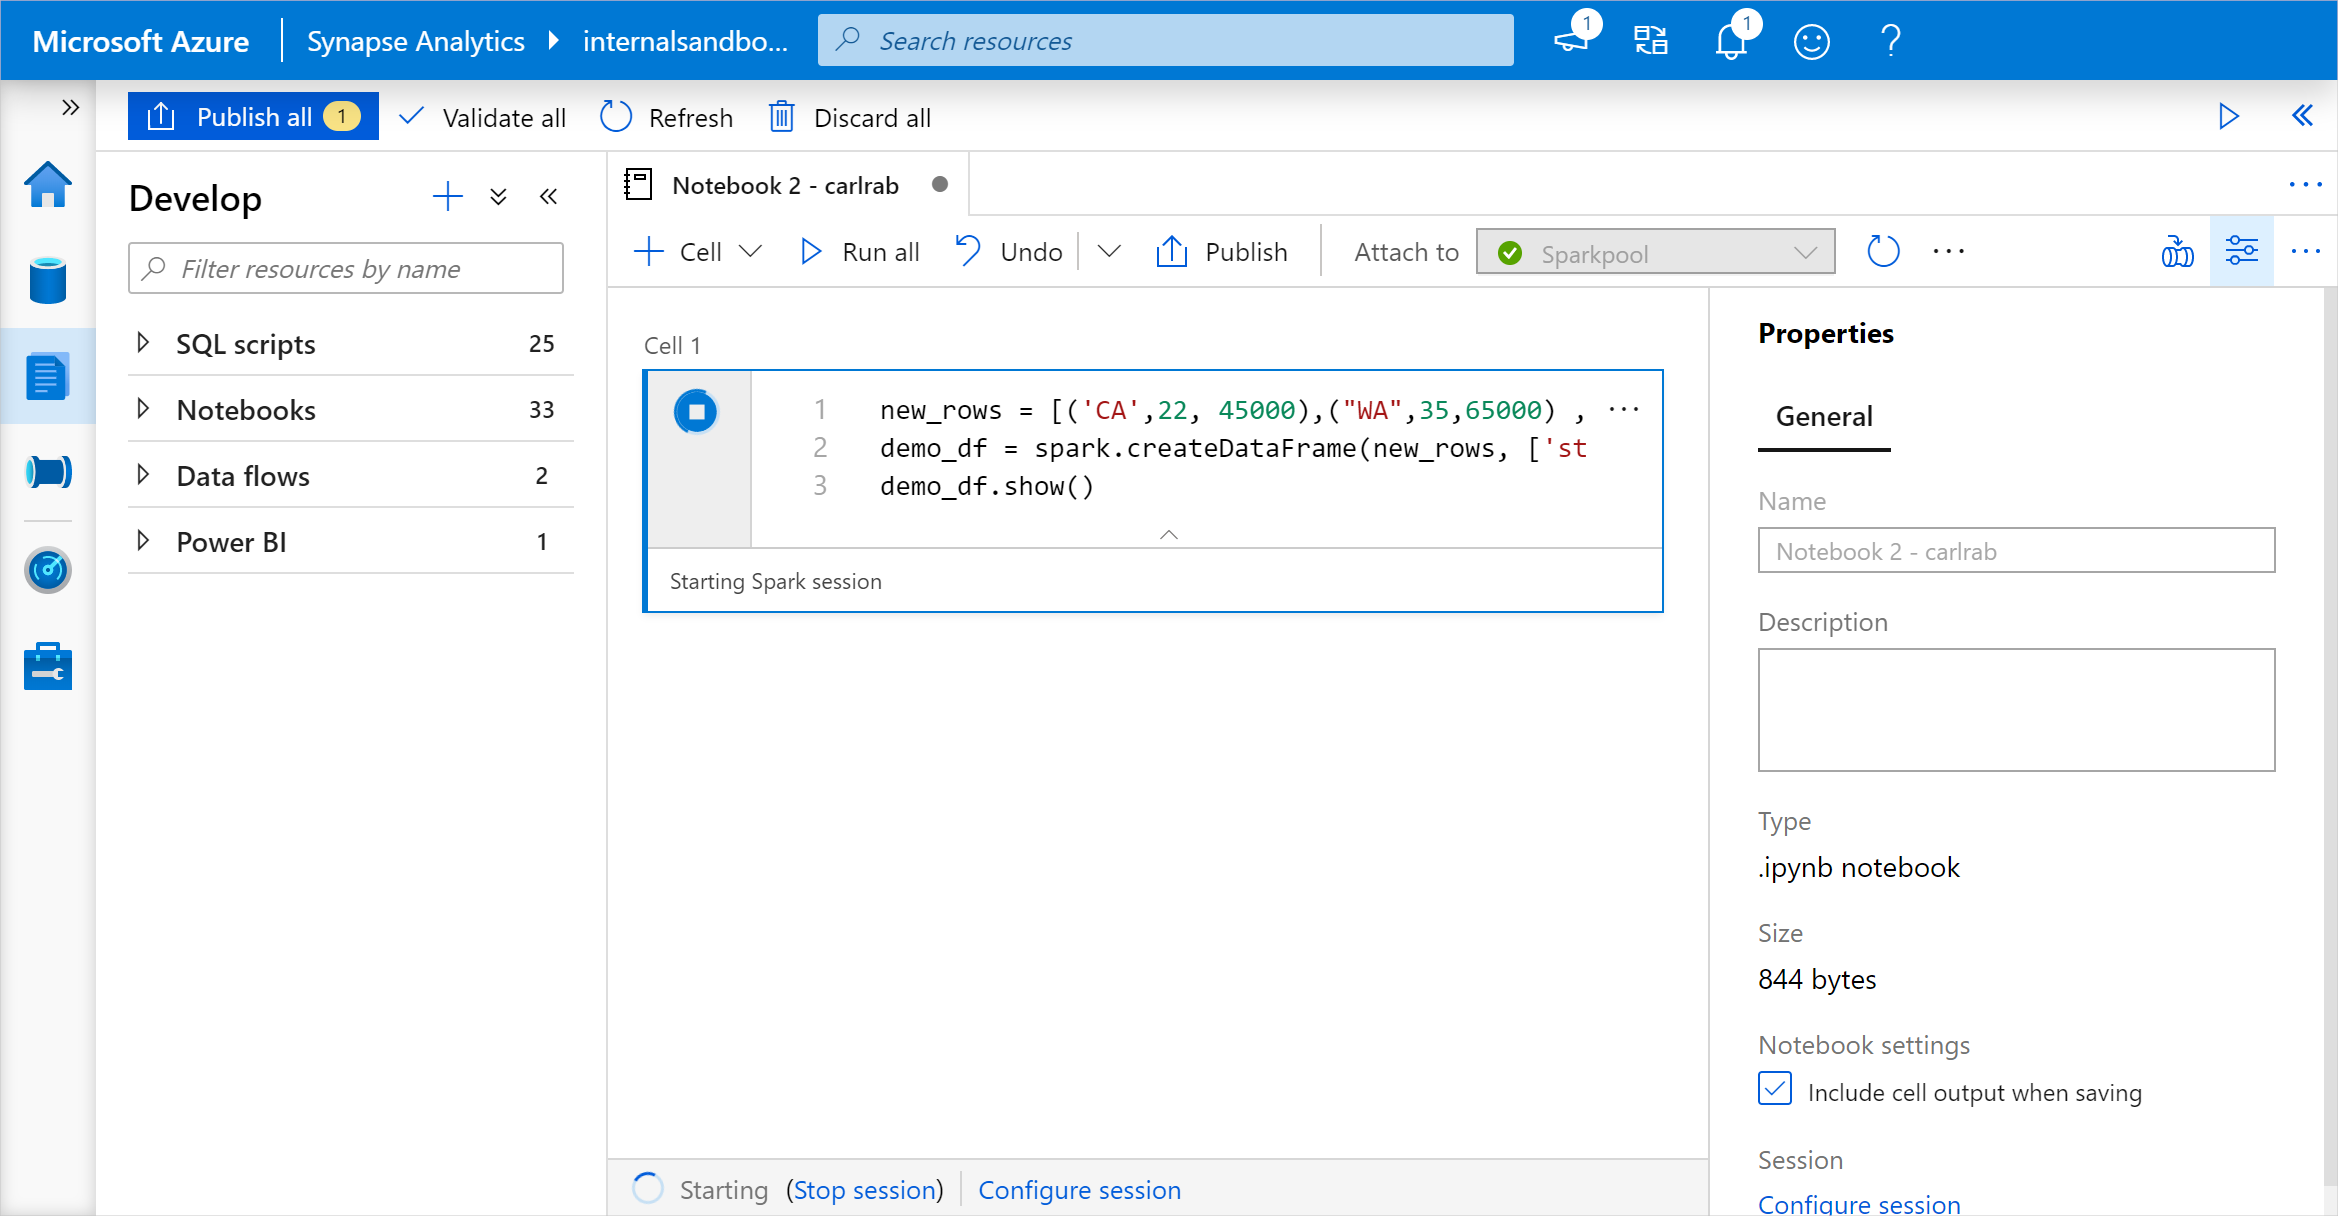 Microsoft Azure
Synapse Analytics
internalsandbo...
Search resources
1
1
Publish all 1
Validate all
Refresh
Discard all
Develop
Filter resources by name
SQL scripts 25
Notebooks 33
Data flows 2
Power BI 1
Notebook 2 - carlrab
Cell
Run all
Undo
Publish
Attach to
Sparkpool
Cell 1
1 new_rows = [('CA',22, 45000),("WA",35,65000) ,
2 demo_df = spark.createDataFrame(new_rows, ['st
3 demo_df.show()
Starting Spark session
Starting (Stop session)
Configure session
Properties
General
Name
Notebook 2 - carlrab
Description
Type
.ipynb notebook
Size
844 bytes
Notebook settings
Include cell output when saving
Session
Configure session